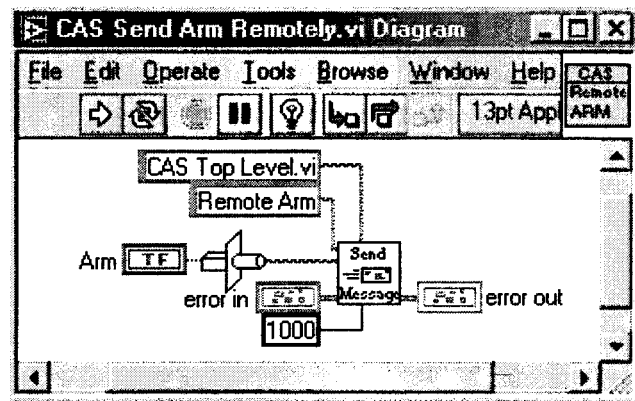 CAS Send Arm Remotely.vi Diagram
File Edit Operate Tools Browse Window Help
CAS
Remote
ARM
13pt Appl
CAS Top Level.vi
Remote Arm
Arm TF
Send
Message
error in
error out
1000